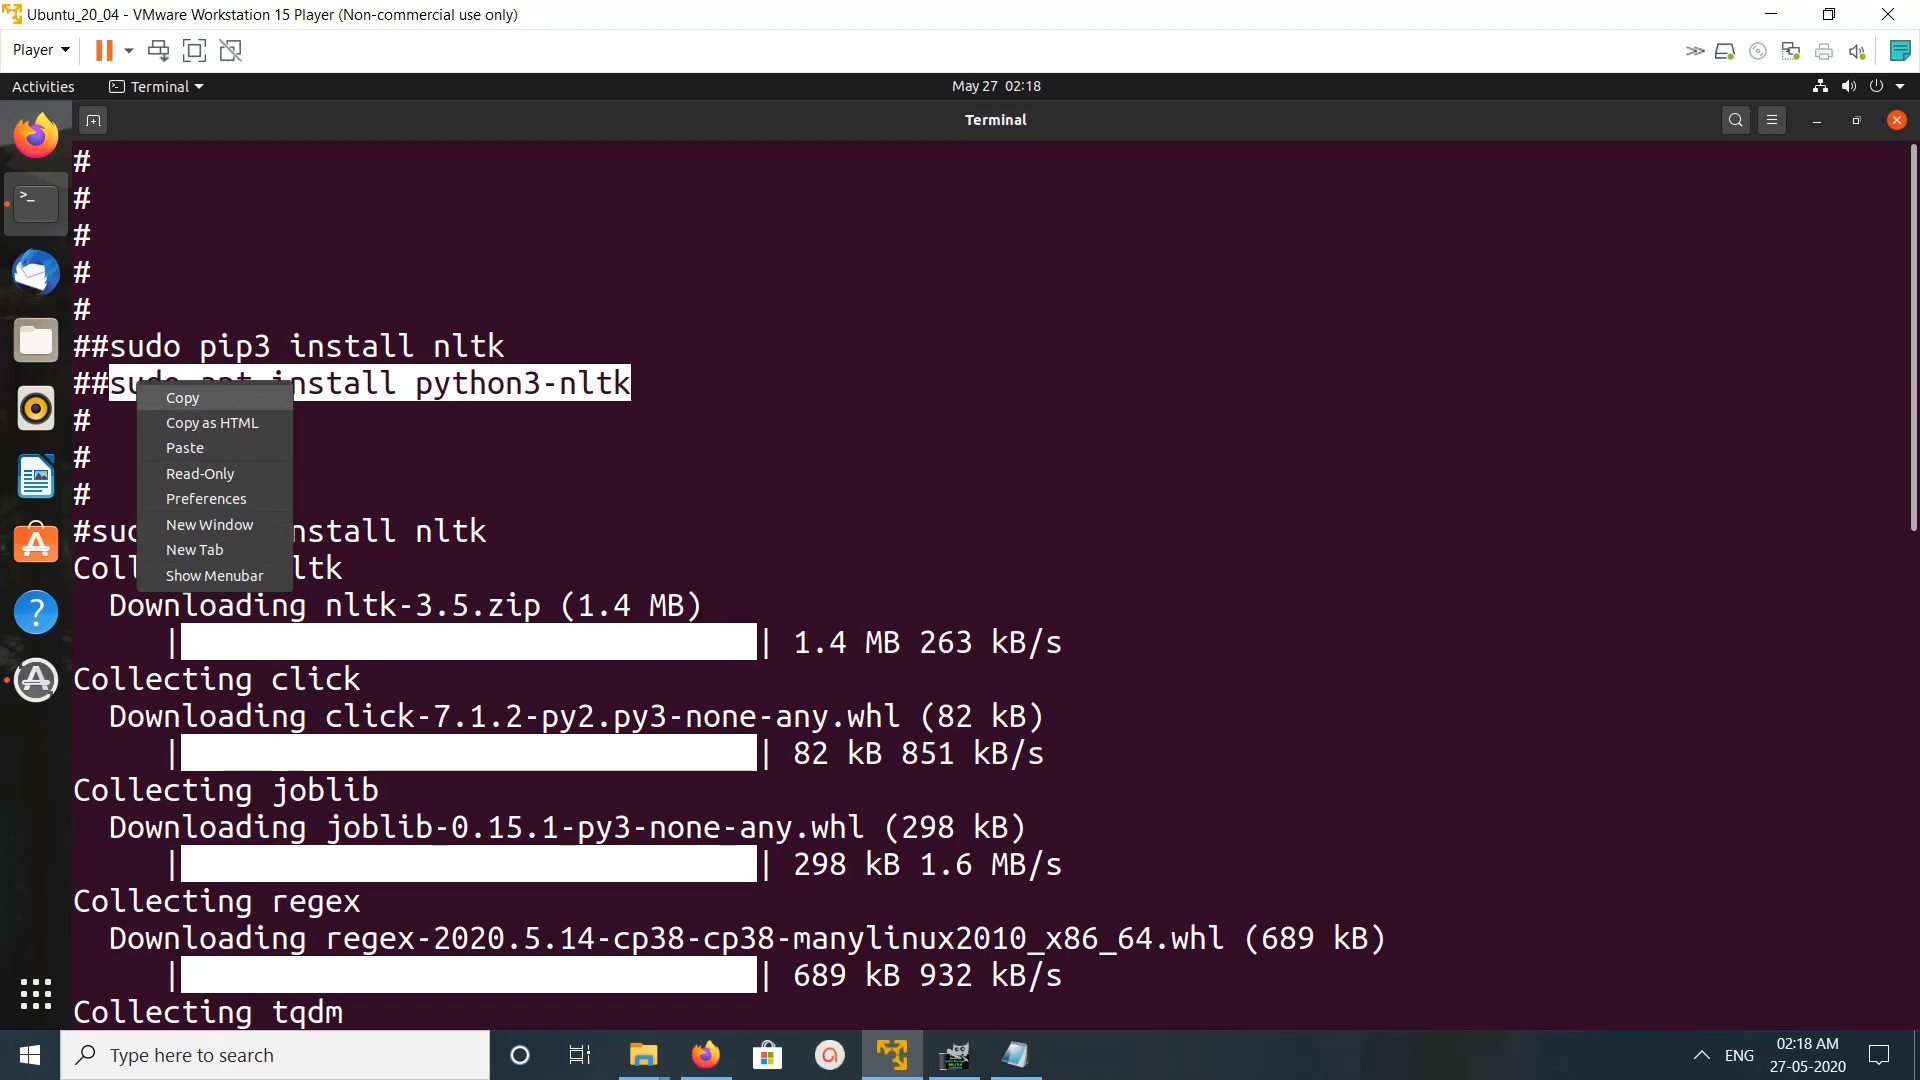 Ubuntu_20_04 - VMware Workstation 15 Player (Non-commercial use only)
Player
Activities
Terminal
May 27 02:18
Terminal
#
#
#
#
#
##sudo pip3 install nltk
##sudo apt install python3-nltk
#
#
#
#sudo install nltk
Copy
Copy as HTML
Paste
Read-Only
Preferences
New Window
New Tab
Show Menubar
Coll ltk
Downloading nltk-3.5.zip (1.4 MB)
| | 1.4 MB 263 kB/s
Collecting click
Downloading click-7.1.2-py2.py3-none-any.whl (82 kB)
| | 82 kB 851 kB/s
Collecting joblib
Downloading joblib-0.15.1-py3-none-any.whl (298 kB)
| | 298 kB 1.6 MB/s
Collecting regex
Downloading regex-2020.5.14-cp38-cp38-manylinux2010_x86_64.whl (689 kB)
| | 689 kB 932 kB/s
Collecting tqdm
Type here to search
ENG
02:18 AM
27-05-2020